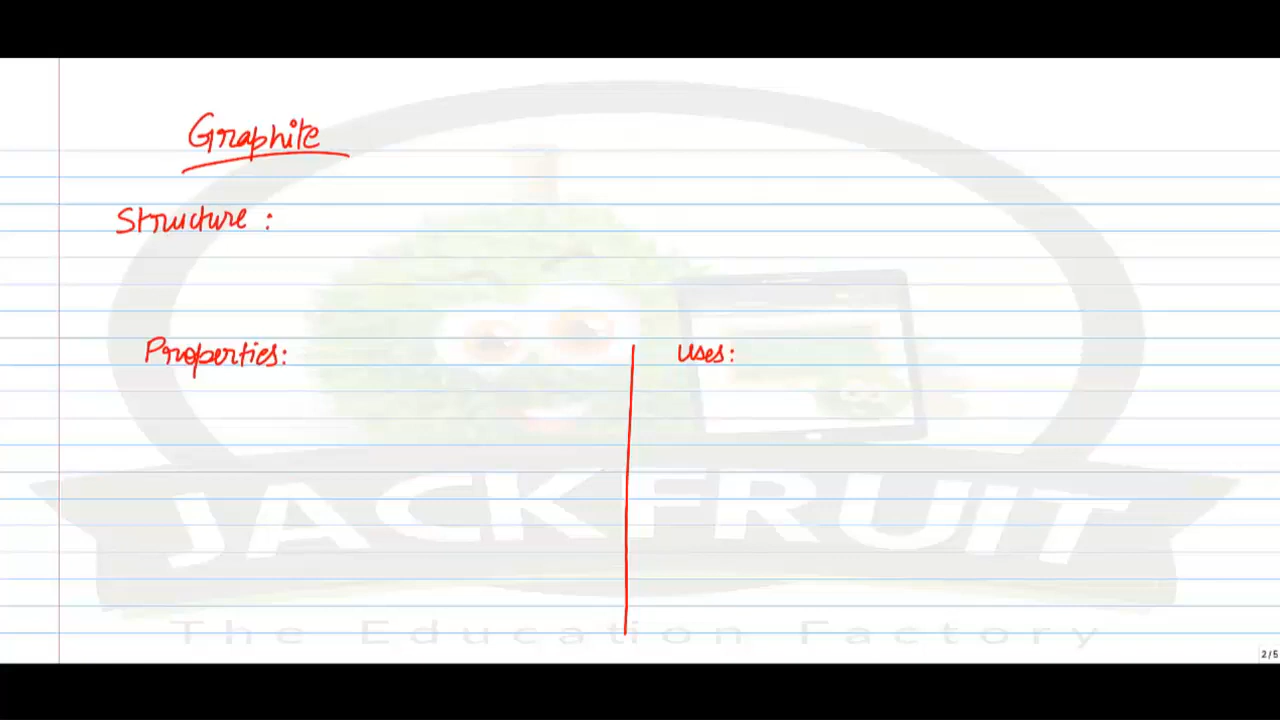 Graphite
Structure :
Properties: Uses:
JACKFRUIT
The Education Factory
2/5